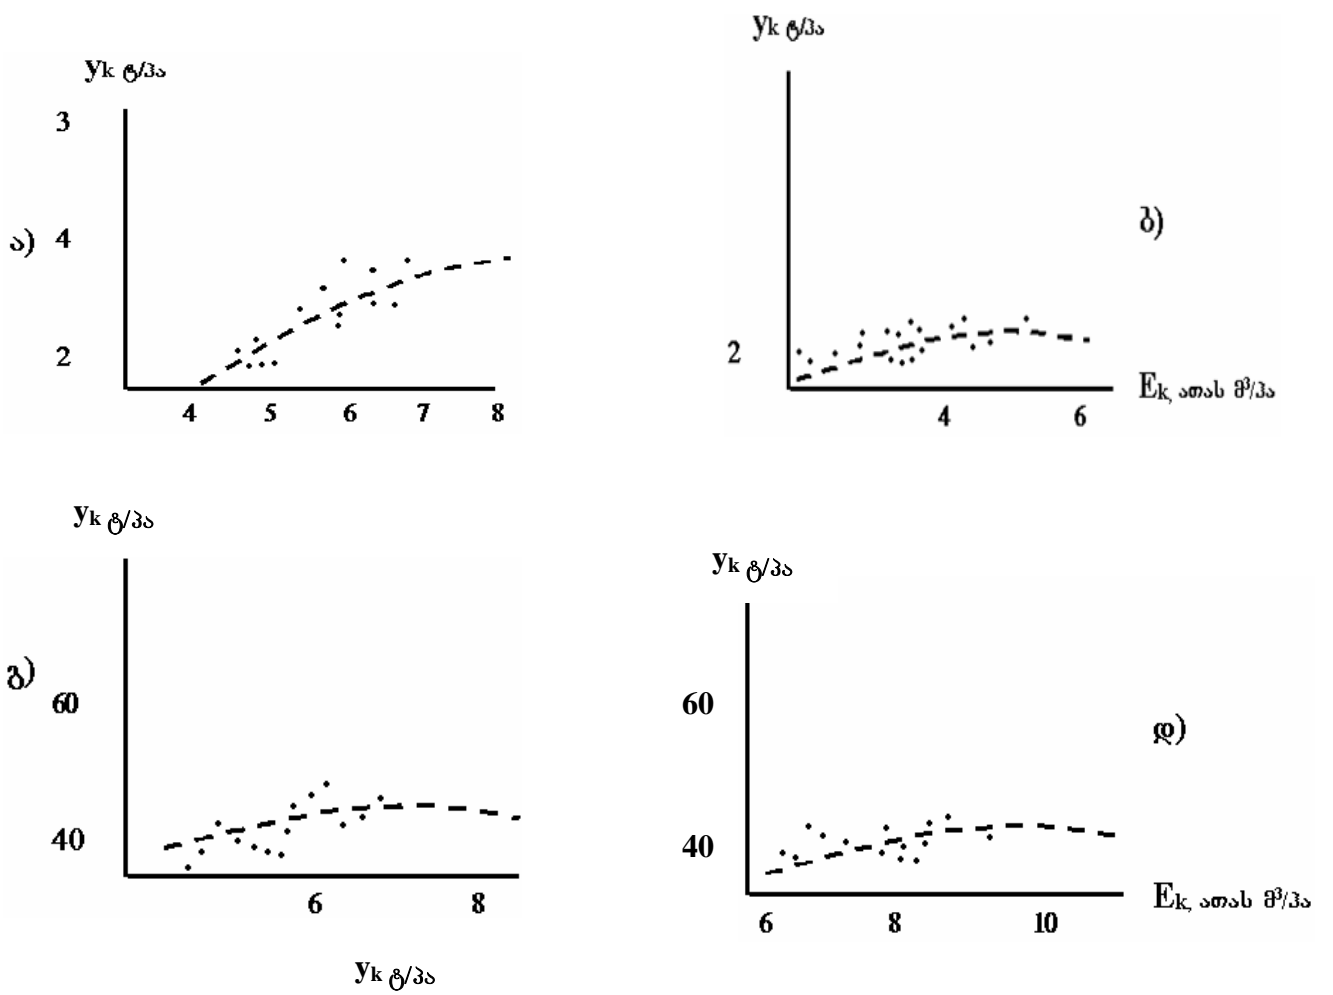 yk ტ/ჰა
3
ა) 4
2
4 5 6 7 8
yk ტ/ჰა
ბ)
2
4 6
Ek, ათას მ³/ჰა
yk ტ/ჰა
გ)
60
40
6 8
yk ტ/ჰა
60
დ)
40
6 8 10
Ek, ათას მ³/ჰა
yk ტ/ჰა